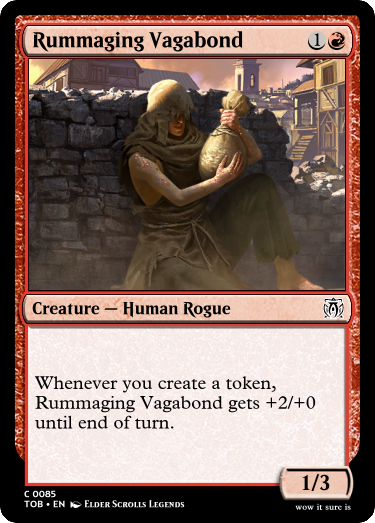 Rummaging Vagabond 1
Creature — Human Rogue
Whenever you create a token,
Rummaging Vagabond gets +2/+0
until end of turn.
1/3
C 0085
TOB • EN Elder Scrolls Legends
wow it sure is